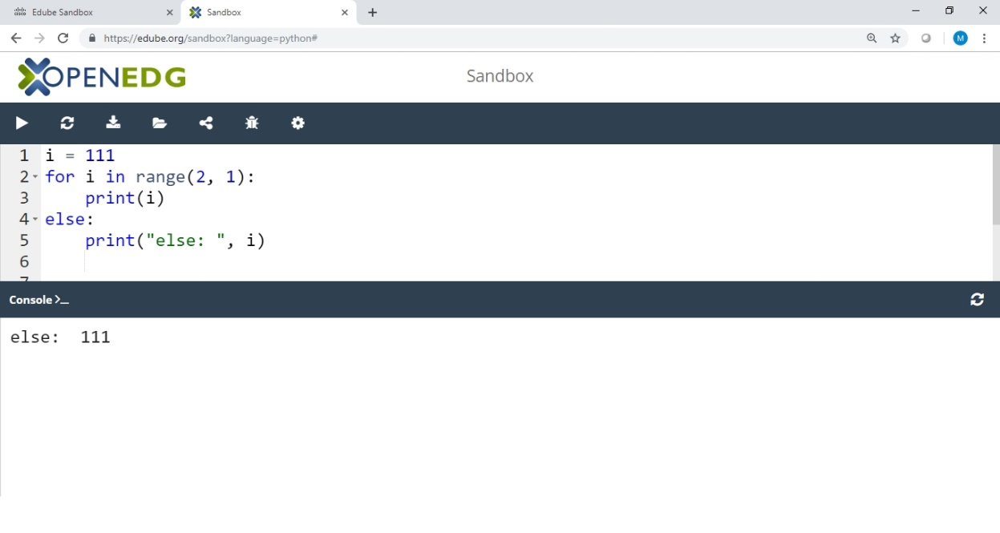 Edube Sandbox
Sandbox
https://edube.org/sandbox?language=python#
M
OPENEDG
Sandbox
1 i = 111
2 for i in range(2, 1):
3     print(i)
4 else:
5     print("else: ", i)
6
Console >_
else:  111